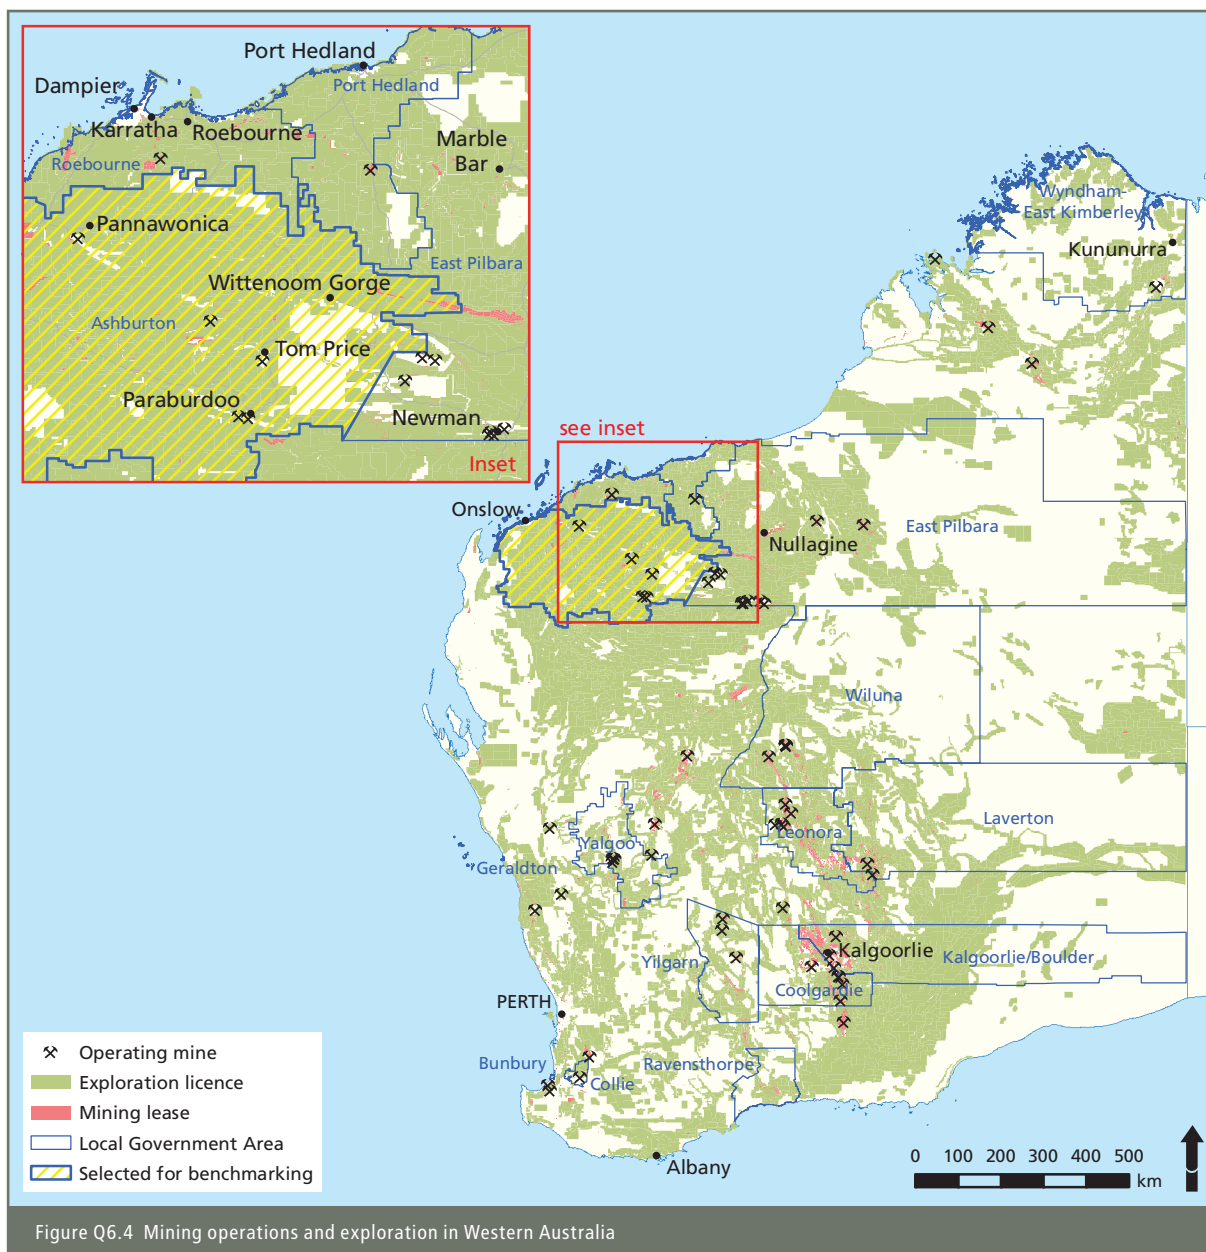 Port Hedland
Port Hedland
Dampier
Karratha
Roebourne
Marble
Bar
Roebourne
Pannawonica
East Pilbara
Wittenoom Gorge
Ashburton
Tom Price
Paraburdoo
Newman
Inset
Wyndham-
East Kimberley
Kununurra
see inset
Onslow
East Pilbara
Nullagine
Wiluna
Laverton
Leonora
Yalgoo
Geraldton
Kalgoorlie
Kalgoorlie/Boulder
Yilgarn
Coolgardie
PERTH
Bunbury
Ravensthorpe
Collie
Albany
Operating mine
Exploration licence
Mining lease
Local Government Area
Selected for benchmarking
0 100 200 300 400 500
km
Figure Q6.4 Mining operations and exploration in Western Australia